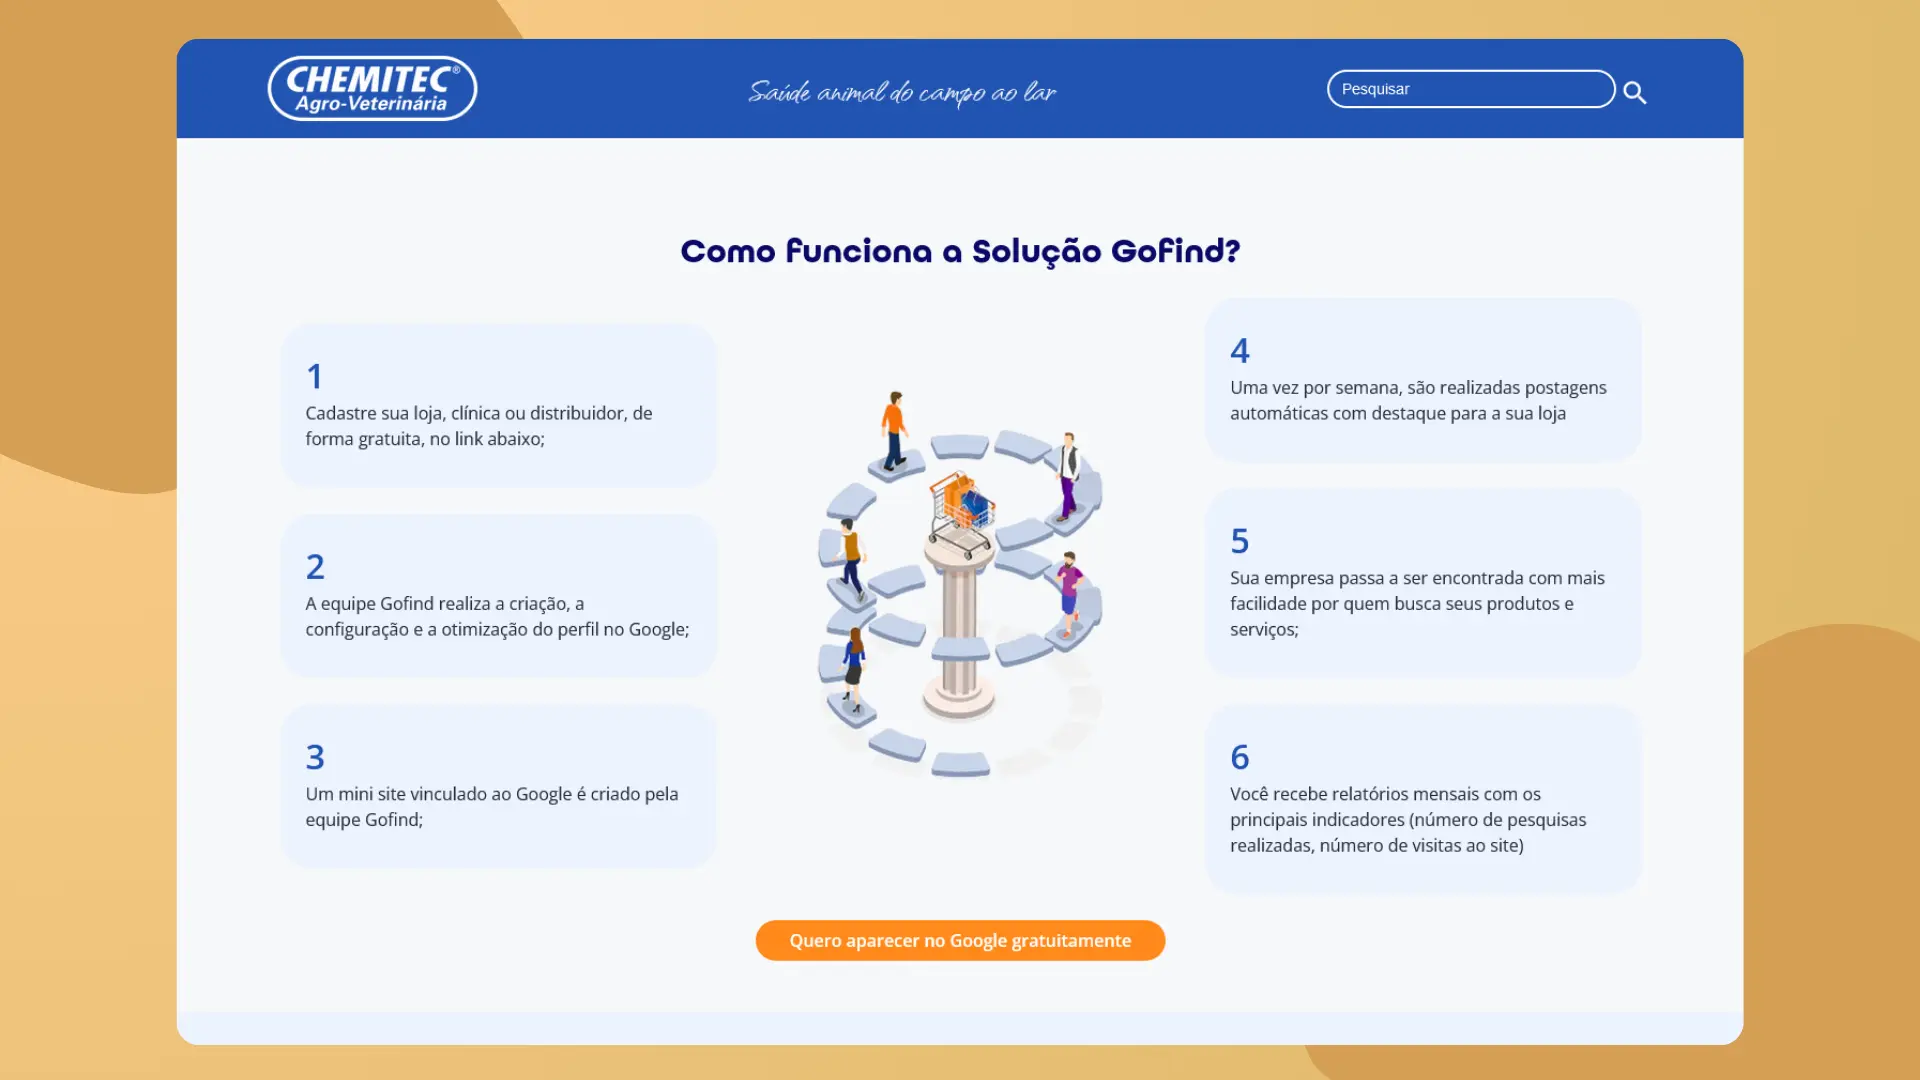 CHEMITEC®
Agro-Veterinária
Saúde animal do campo ao lar
Pesquisar
Como funciona a Solução Gofind?
1
Cadastre sua loja, clínica ou distribuidor, de
forma gratuita, no link abaixo;
2
A equipe Gofind realiza a criação, a
configuração e a otimização do perfil no Google;
3
Um mini site vinculado ao Google é criado pela
equipe Gofind;
4
Uma vez por semana, são realizadas postagens
automáticas com destaque para a sua loja
5
Sua empresa passa a ser encontrada com mais
facilidade por quem busca seus produtos e
serviços;
6
Você recebe relatórios mensais com os
principais indicadores (número de pesquisas
realizadas, número de visitas ao site)
Quero aparecer no Google gratuitamente